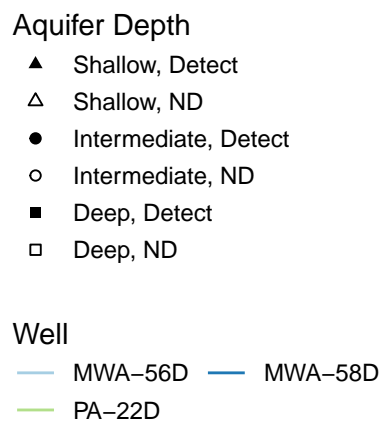 Aquifer Depth
Shallow, Detect
Shallow, ND
Intermediate, Detect
Intermediate, ND
Deep, Detect
Deep, ND
Well
MWA−56D MWA−58D
PA−22D